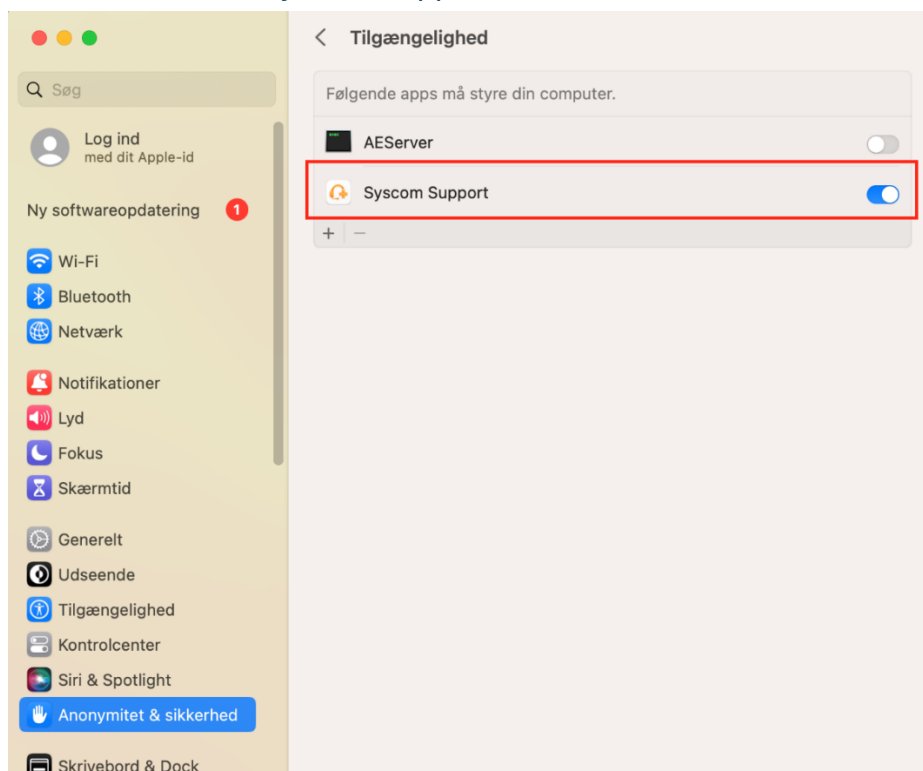 Tilgængelighed
Søg
Følgende apps må styre din computer.
Log ind
med dit Apple-id
AEServer
Syscom Support
Ny softwareopdatering 1
+ −
Wi-Fi
Bluetooth
Netværk
Notifikationer
Lyd
Fokus
Skærmtid
Generelt
Udseende
Tilgængelighed
Kontrolcenter
Siri & Spotlight
Anonymitet & sikkerhed
Skrivebord & Dock